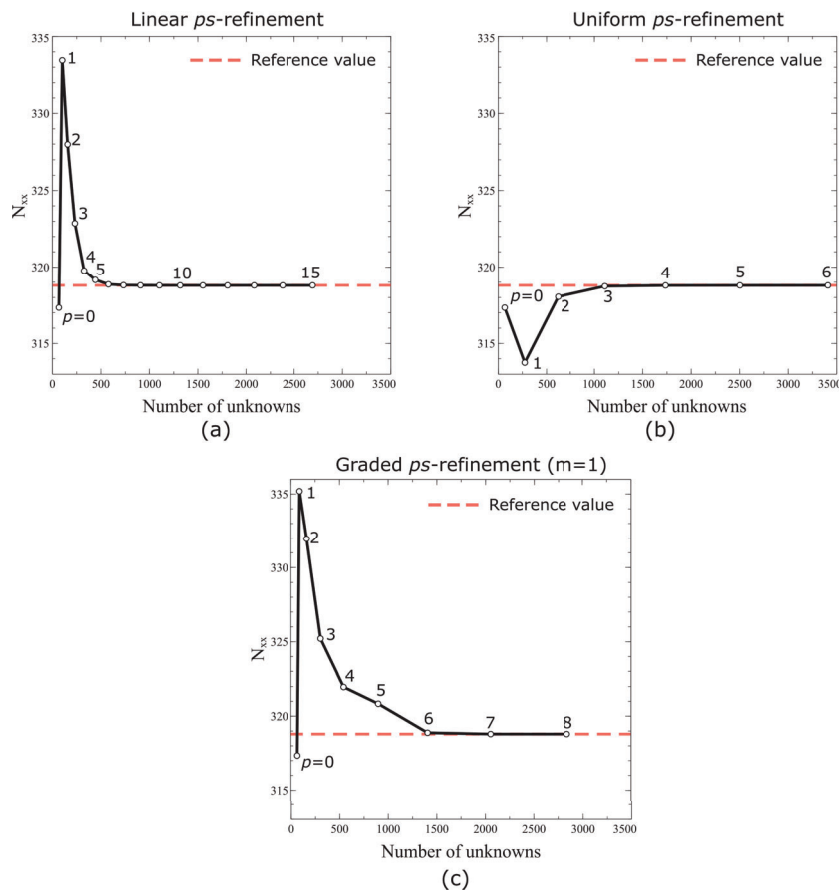 Linear ps-refinement
335
330
325
320
315
N_xx
1
2
3
4
5
10
15
p=0
Reference value
0 500 1000 1500 2000 2500 3000 3500
Number of unknowns
(a)
Uniform ps-refinement
335
330
325
320
315
N_xx
p=0
1
2
3
4
5
6
Reference value
0 500 1000 1500 2000 2500 3000 3500
Number of unknowns
(b)
Graded ps-refinement (m=1)
335
330
325
320
315
N_xx
1
2
3
4
5
6
7
8
p=0
Reference value
0 500 1000 1500 2000 2500 3000 3500
Number of unknowns
(c)